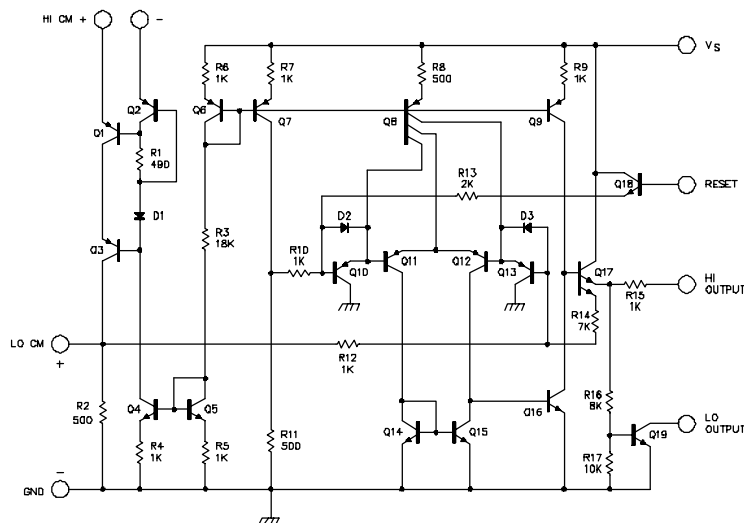 HI CM + -
R6
1K
R7
1K
R8
500
R9
1K
VS
Q2
Q6
Q7
Q8
Q9
Q1
R1
490
R13
2K
Q18
RESET
D1
D2
D3
R3
18K
Q3
R10
1K
Q10
Q11
Q12
Q13
Q17
HI
OUTPUT
R15
1K
R14
7K
LO CM
+
R12
1K
R2
500
Q4
Q5
Q16
R16
8K
LO
OUTPUT
R4
1K
R5
1K
R11
500
Q14
Q15
Q19
R17
10K
-
GND